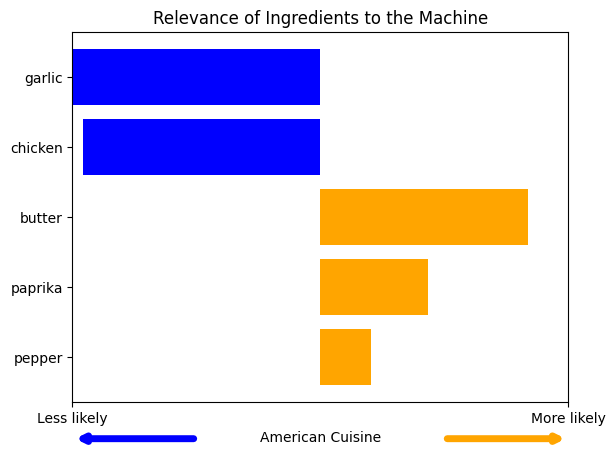 Relevance of Ingredients to the Machine
garlic
chicken
butter
paprika
pepper
Less likely
More likely
American Cuisine